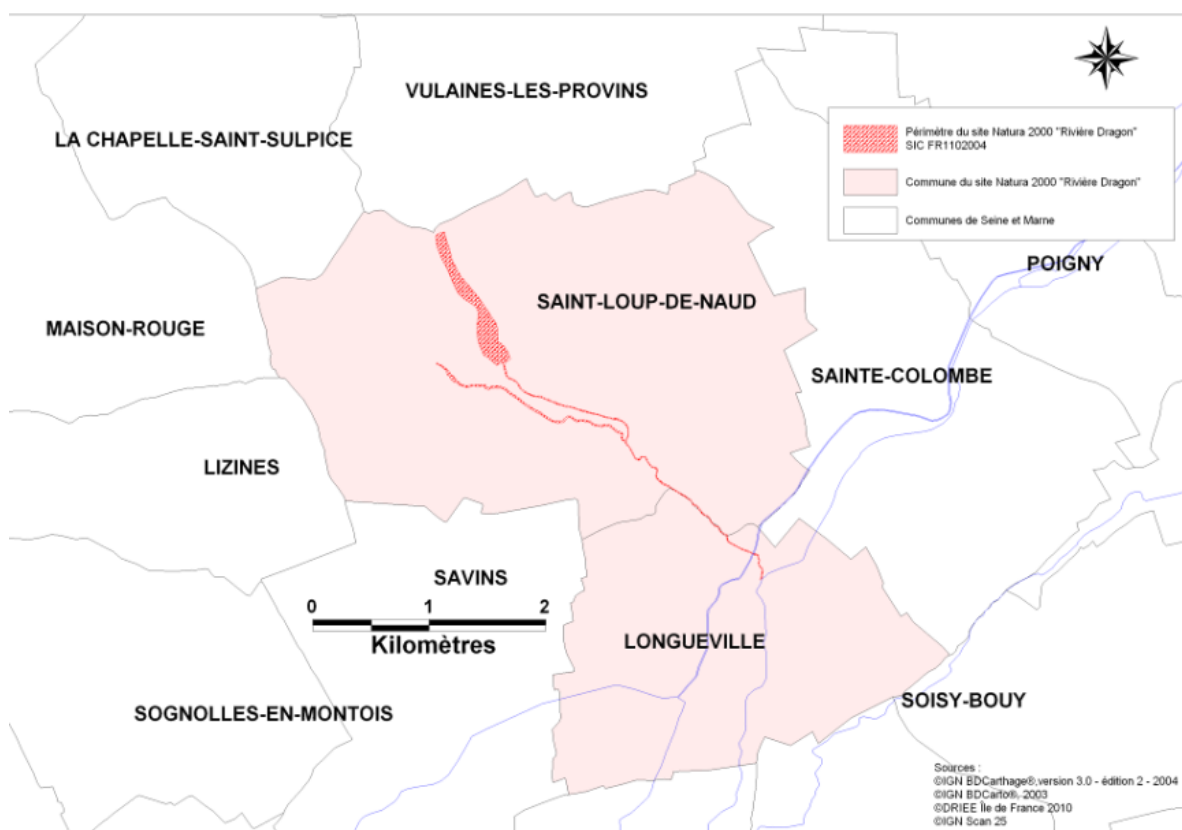 VULAINES-LES-PROVINS
LA CHAPELLE-SAINT-SULPICE
Périmètre du site Natura 2000 "Rivière Dragon"
SIC FR1102004
Commune du site Natura 2000 "Rivière Dragon"
Communes de Seine et Marne
POIGNY
SAINT-LOUP-DE-NAUD
MAISON-ROUGE
SAINTE-COLOMBE
LIZINES
SAVINS
0 1 2
Kilomètres
LONGUEVILLE
SOGNOLLES-EN-MONTOIS
SOISY-BOUY
Sources :
©IGN BDCarthage®,version 3.0 - édition 2 - 2004
©IGN BDCarto®, 2003
©DRIEE Île de France 2010
©IGN Scan 25